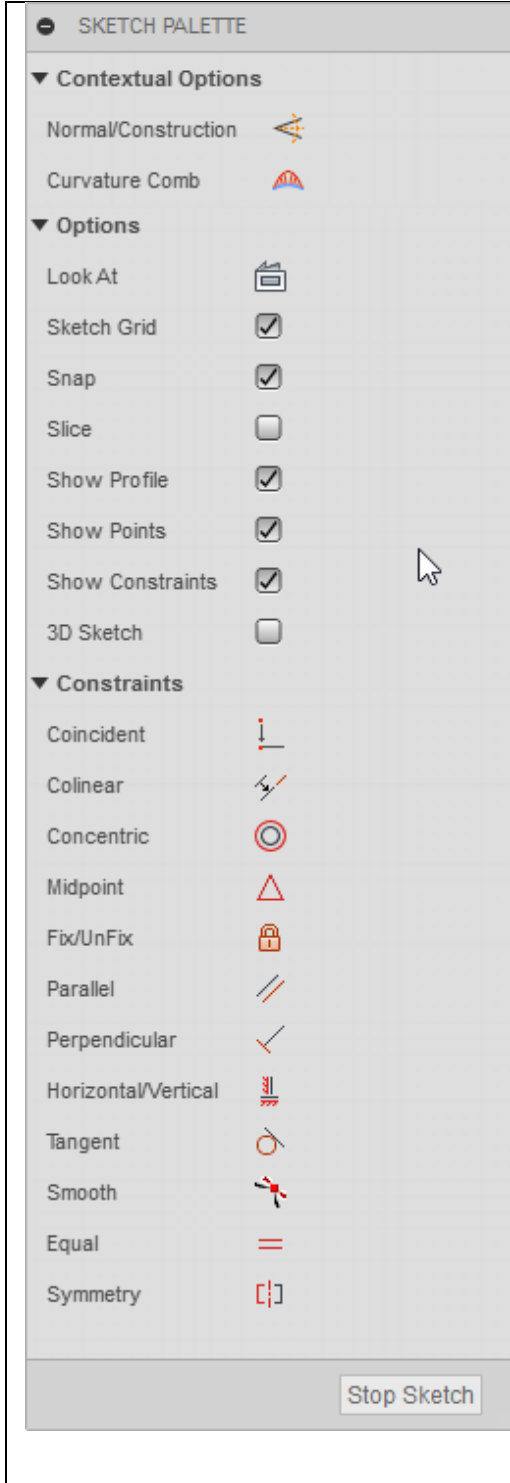 SKETCH PALETTE
Contextual Options
Normal/Construction
Curvature Comb
Options
Look At
Sketch Grid
Snap
Slice
Show Profile
Show Points
Show Constraints
3D Sketch
Constraints
Coincident
Colinear
Concentric
Midpoint
Fix/UnFix
Parallel
Perpendicular
Horizontal/Vertical
Tangent
Smooth
Equal
Symmetry
Stop Sketch